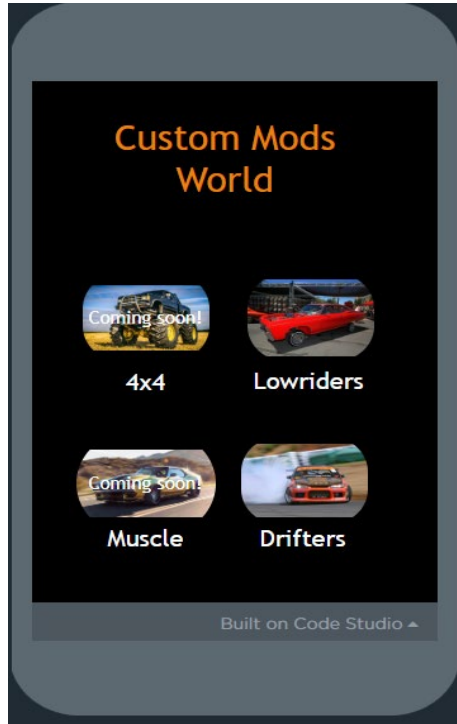 Custom Mods
World
Coming soon!
4x4
Lowriders
Coming soon!
Muscle
Drifters
Built on Code Studio